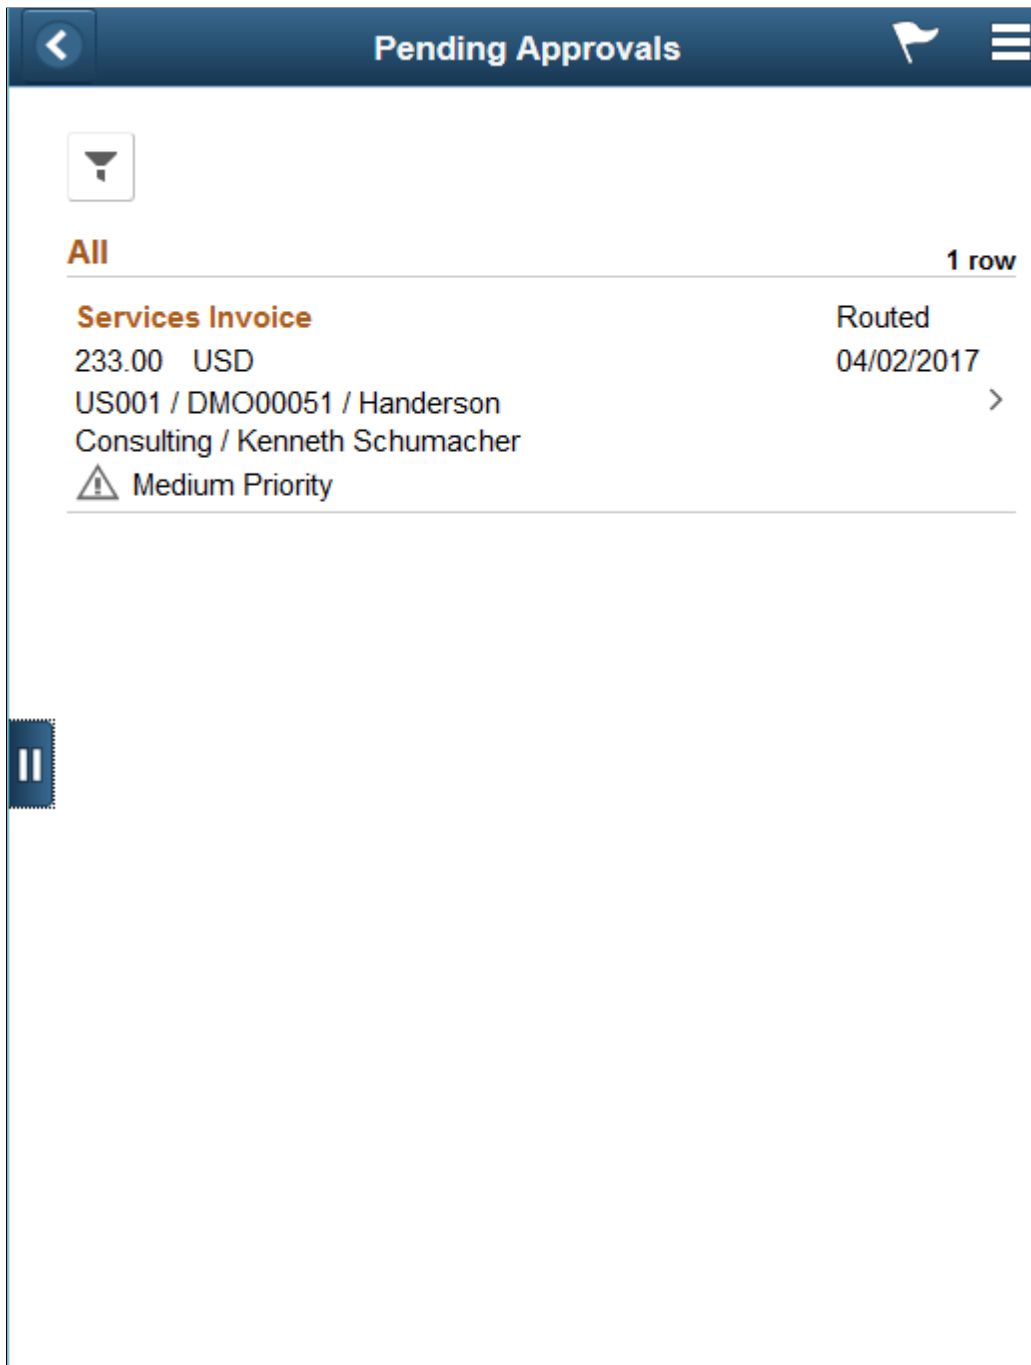 Pending Approvals
All
1 row
Services Invoice
Routed
233.00 USD
04/02/2017
US001 / DMO00051 / Handerson
Consulting / Kenneth Schumacher
Medium Priority